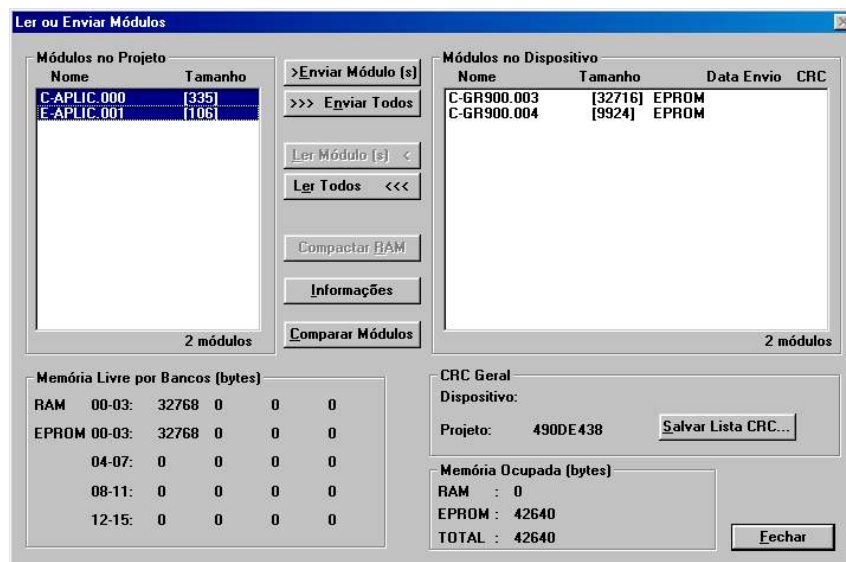 Ler ou Enviar Módulos
Módulos no Projeto
Nome Tamanho
C-APLIC.000 [335]
E-APLIC.001 [106]
2 módulos
>Enviar Módulo (s)
>>> Enviar Todos
Ler Módulo (s) <
Ler Todos <<<
Compactar RAM
Informações
Comparar Módulos
Módulos no Dispositivo
Nome Tamanho Data Envio CRC
C-GR900.003 [32716] EPROM
C-GR900.004 [9924] EPROM
2 módulos
Memória Livre por Bancos (bytes)
RAM 00-03: 32768 0 0 0
EPROM 00-03: 32768 0 0 0
04-07: 0 0 0 0
08-11: 0 0 0 0
12-15: 0 0 0 0
CRC Geral
Dispositivo:
Projeto: 490DE438 Salvar Lista CRC...
Memória Ocupada (bytes)
RAM : 0
EPROM : 42640
TOTAL : 42640
Fechar